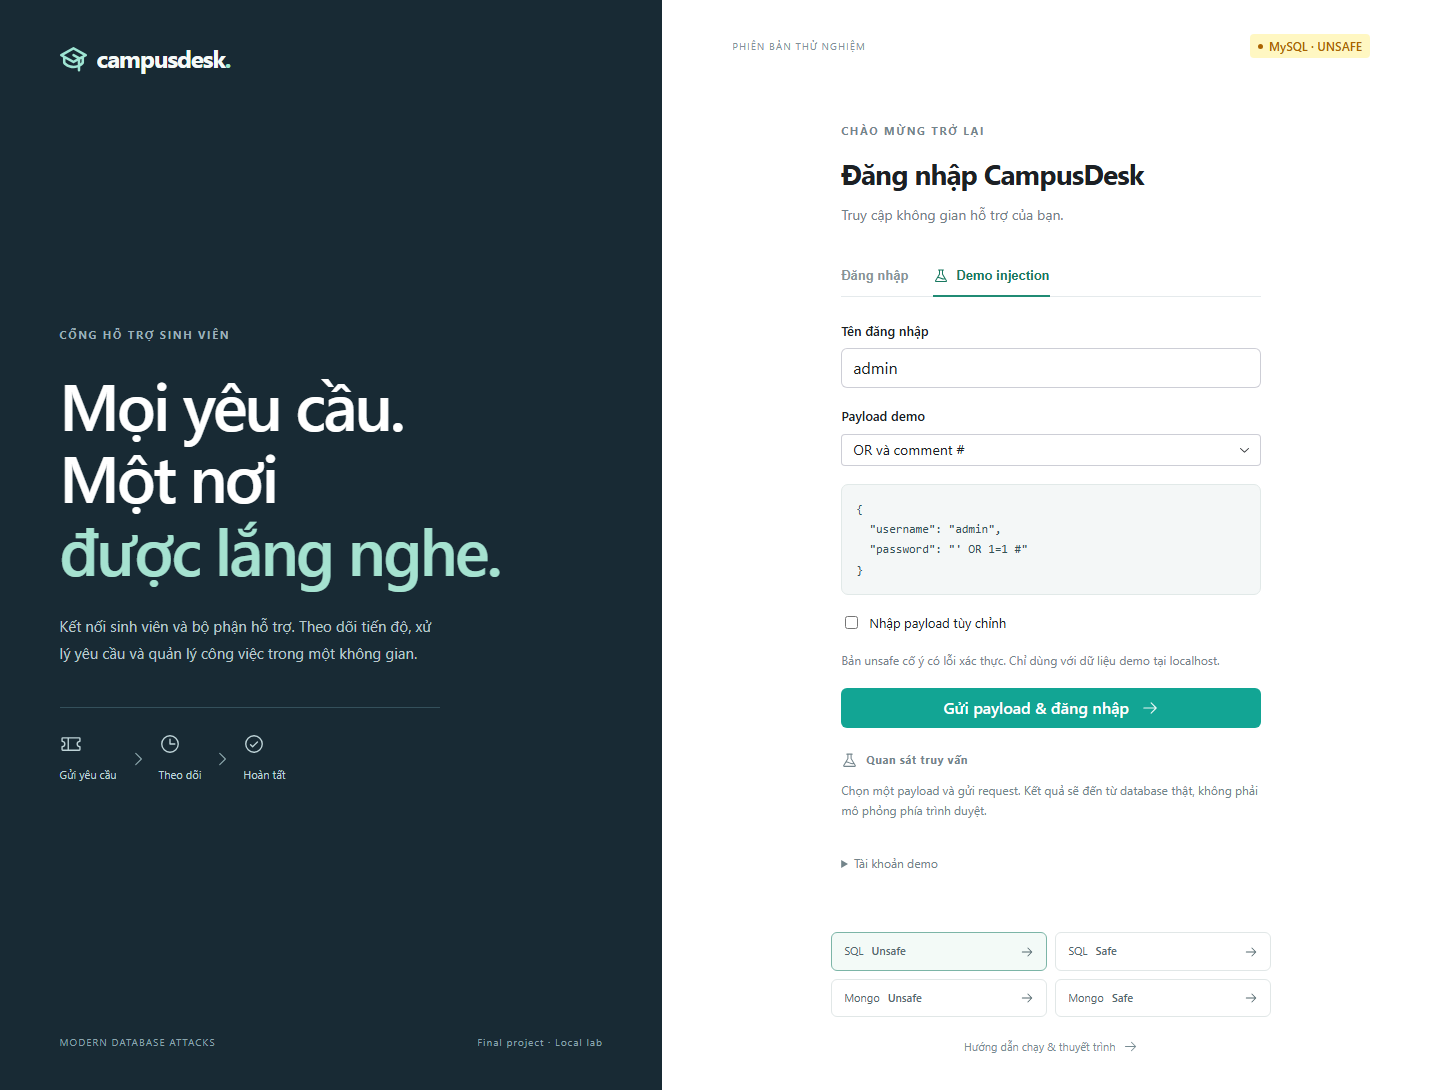 campusdesk.
CỔNG HỖ TRỢ SINH VIÊN
Mọi yêu cầu.
Một nơi
được lắng nghe.
Kết nối sinh viên và bộ phận hỗ trợ. Theo dõi tiến độ, xử
lý yêu cầu và quản lý công việc trong một không gian.
Gửi yêu cầu
Theo dõi
Hoàn tất
MODERN DATABASE ATTACKS
Final project · Local lab
PHIÊN BẢN THỬ NGHIỆM
MySQL · UNSAFE
CHÀO MỪNG TRỞ LẠI
Đăng nhập CampusDesk
Truy cập không gian hỗ trợ của bạn.
Đăng nhập
Demo injection
Tên đăng nhập
admin
Payload demo
OR và comment #
{
"username": "admin",
"password": "' OR 1=1 #"
}
Nhập payload tùy chỉnh
Bản unsafe cố ý có lỗi xác thực. Chỉ dùng với dữ liệu demo tại localhost.
Gửi payload & đăng nhập
Quan sát truy vấn
Chọn một payload và gửi request. Kết quả sẽ đến từ database thật, không phải
mô phỏng phía trình duyệt.
Tài khoản demo
SQL Unsafe
SQL Safe
Mongo Unsafe
Mongo Safe
Hướng dẫn chạy & thuyết trình